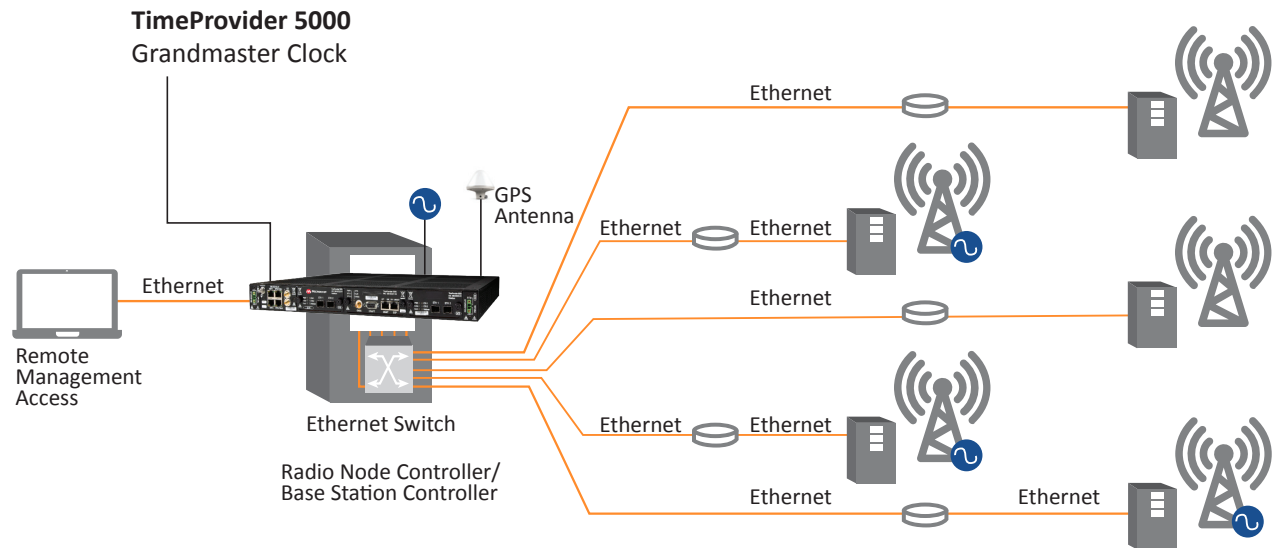 TimeProvider 5000
Grandmaster Clock
Ethernet
GPS
Antenna
Ethernet
Ethernet
Ethernet
Ethernet
Remote
Management
Access
Ethernet Switch
Ethernet
Ethernet
Radio Node Controller/
Base Station Controller
Ethernet
Ethernet